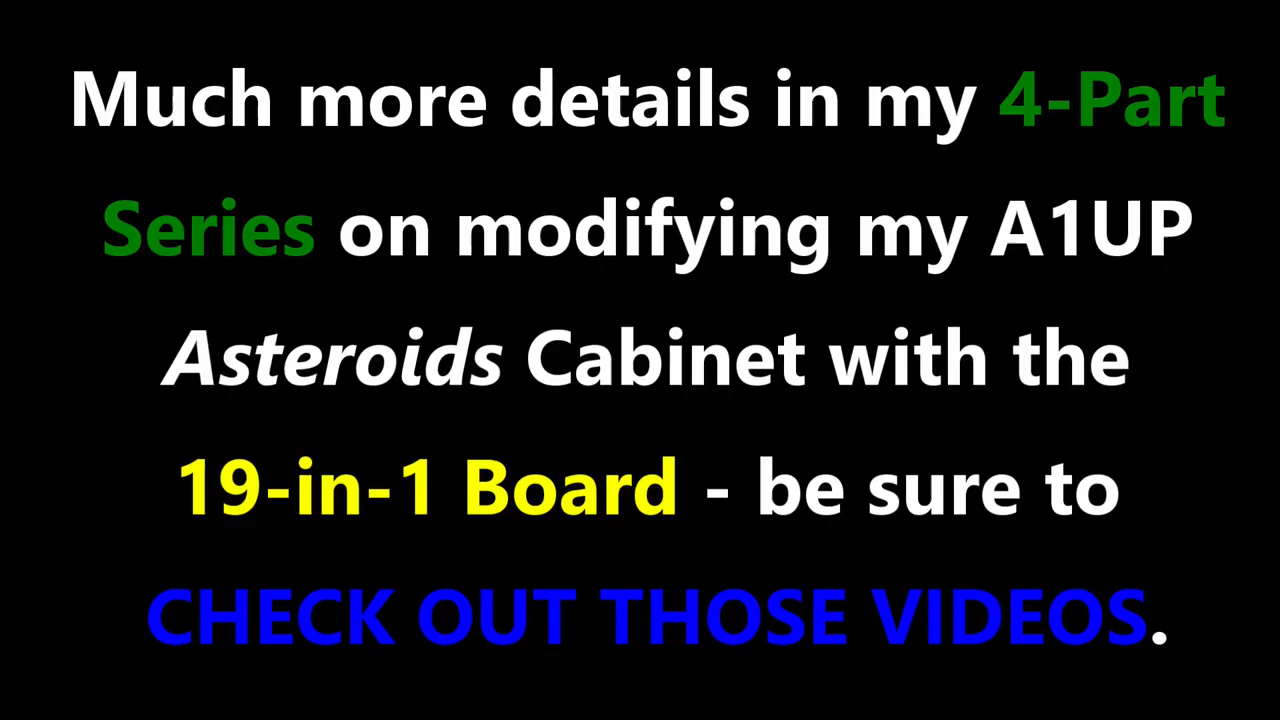 Much more details in my 4-Part
Series on modifying my A1UP
Asteroids Cabinet with the
19-in-1 Board - be sure to
CHECK OUT THOSE VIDEOS.